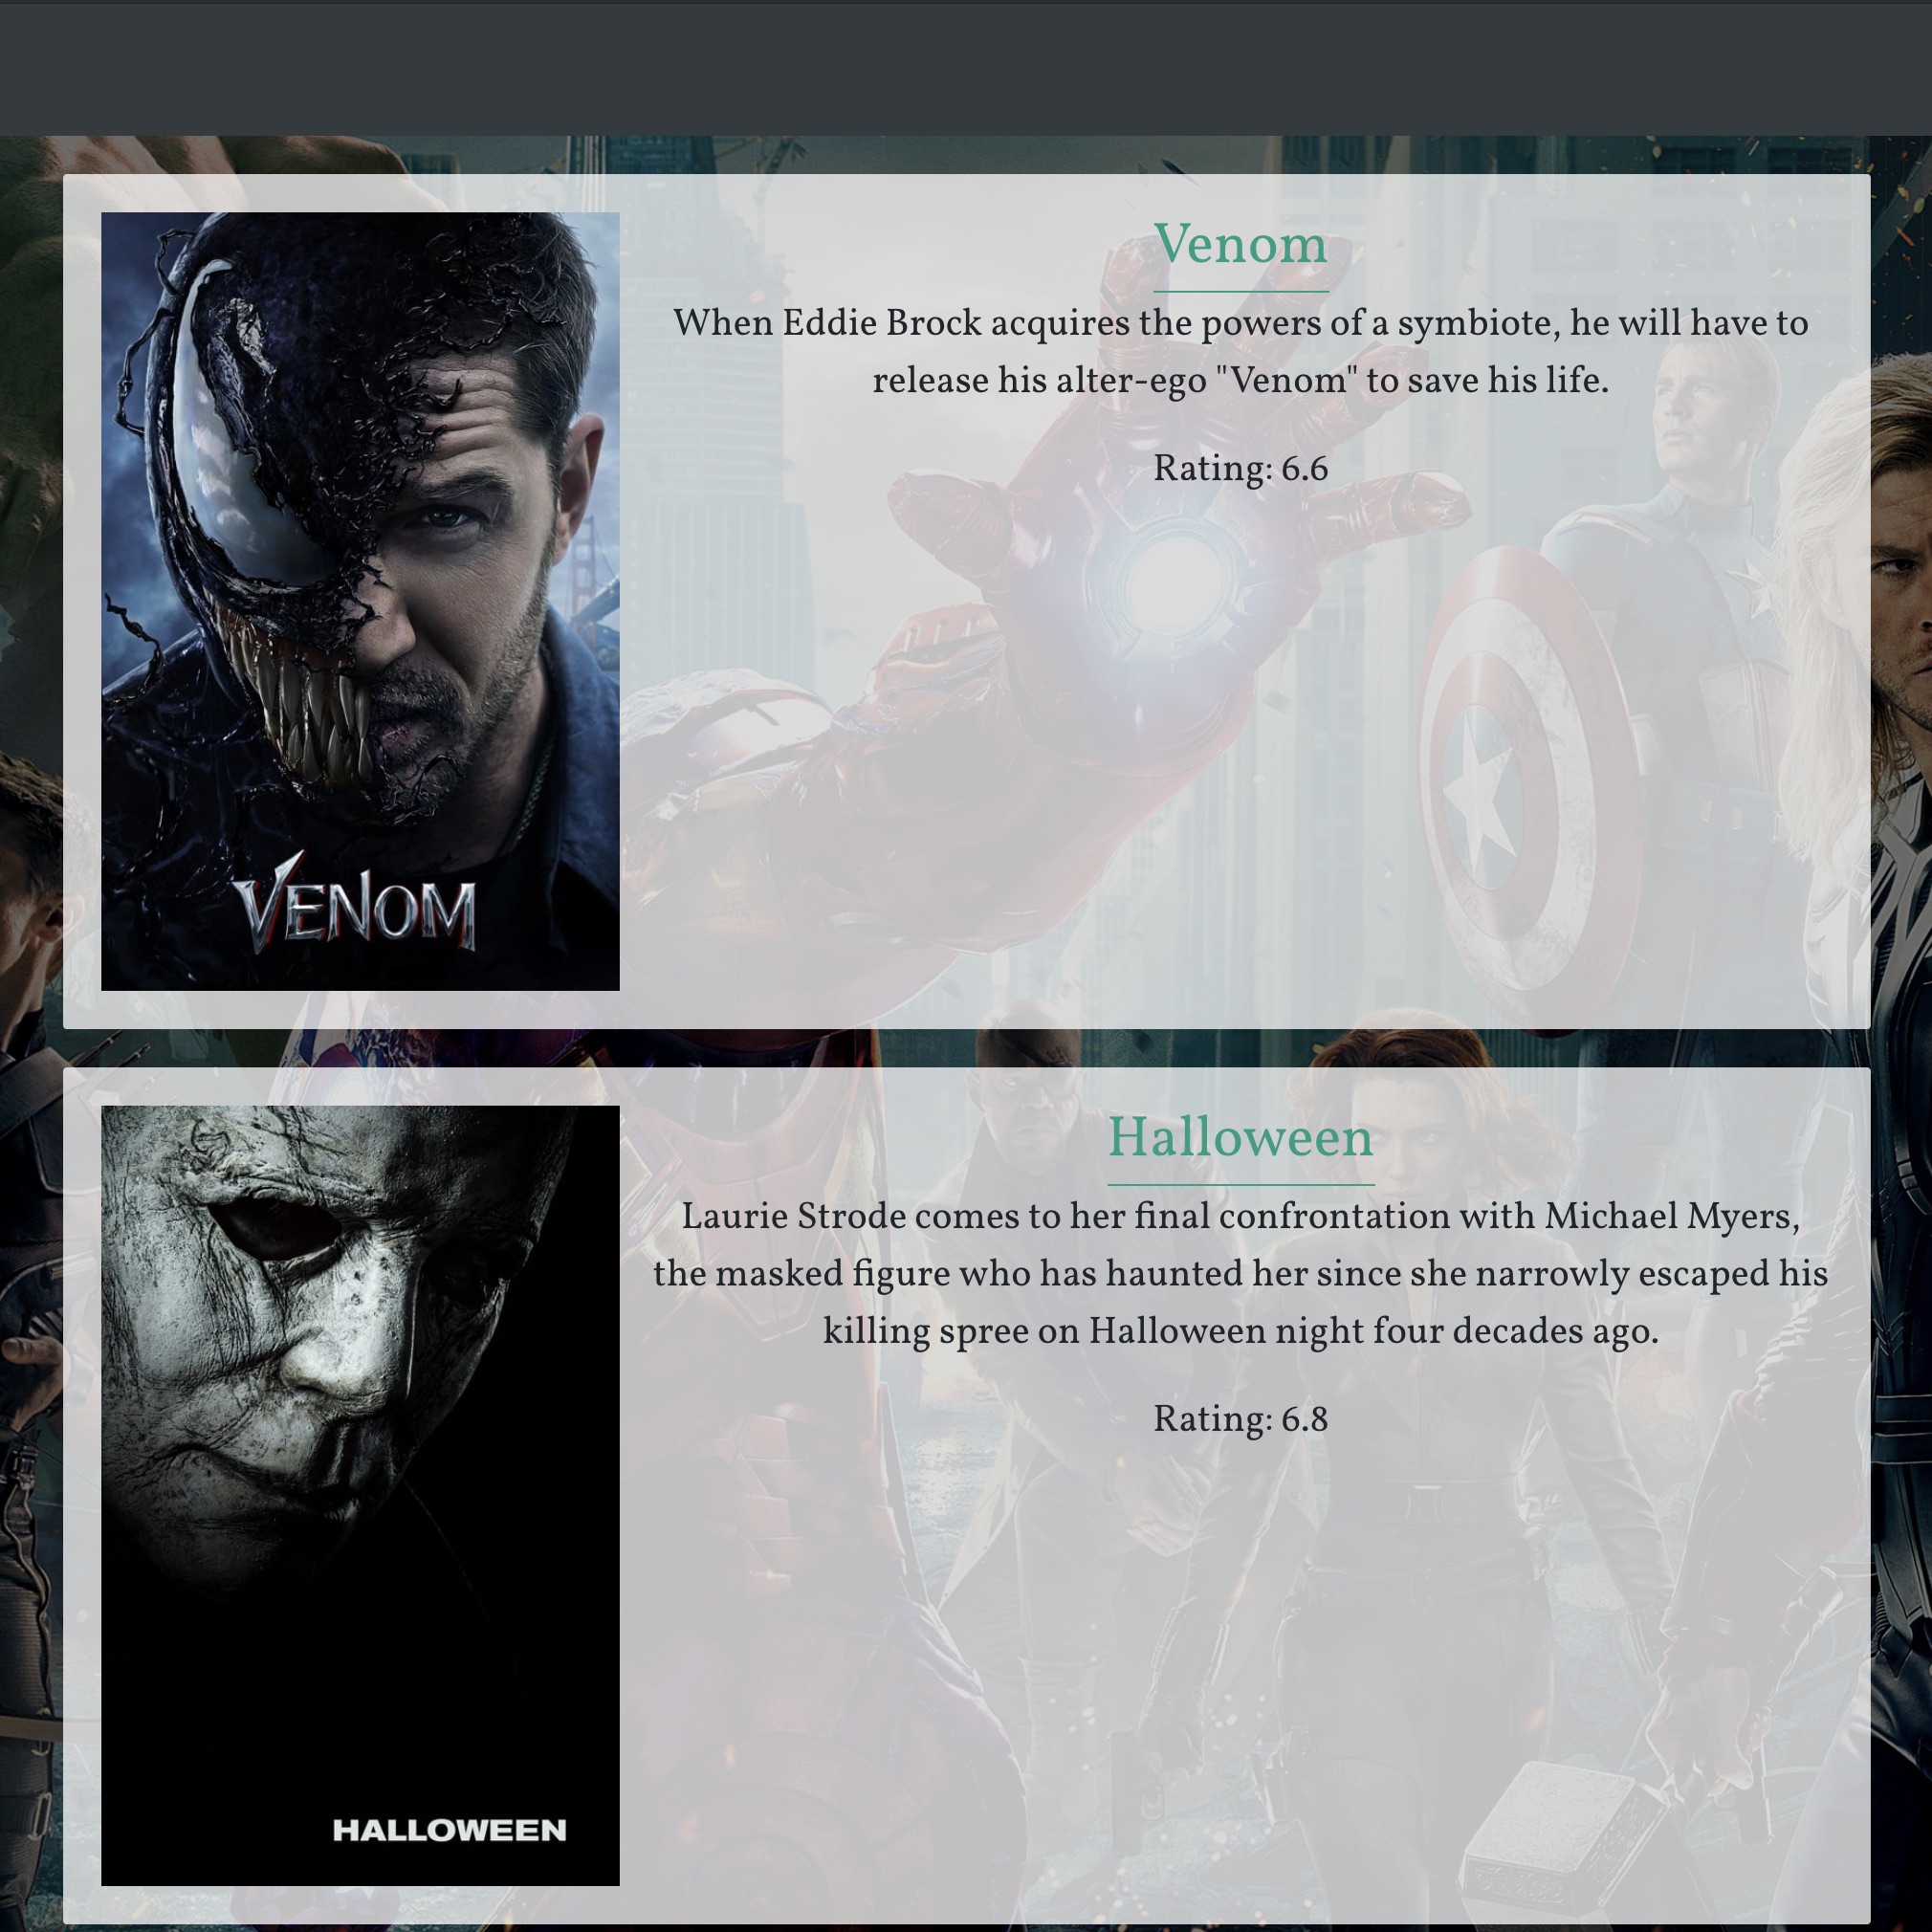 Venom
When Eddie Brock acquires the powers of a symbiote, he will have to
release his alter-ego "Venom" to save his life.
Rating: 6.6
VENOM
Halloween
Laurie Strode comes to her final confrontation with Michael Myers,
the masked figure who has haunted her since she narrowly escaped his
killing spree on Halloween night four decades ago.
Rating: 6.8
HALLOWEEN